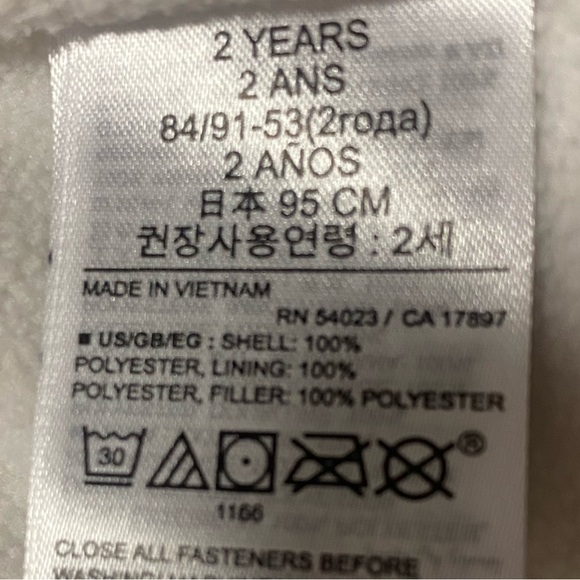 2 YEARS
2 ANS
84/91-53(2года)
2 AÑOS
日本 95 CM
권장사용연령 : 2세
MADE IN VIETNAM
RN 54023 / CA 17897
■ US/GB/EG : SHELL: 100%
POLYESTER, LINING: 100%
POLYESTER, FILLER: 100% POLYESTER
30
®
1166
CLOSE ALL FASTENERS BEFORE